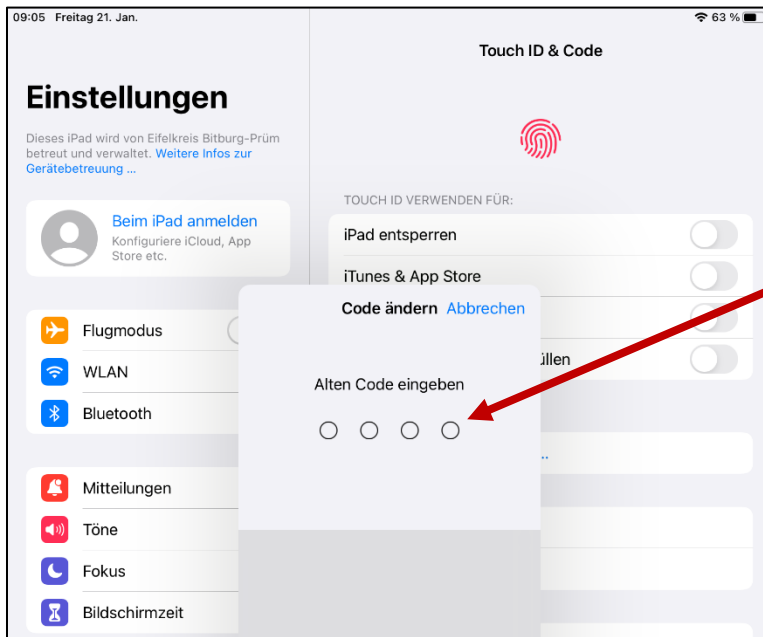 09:05 Freitag 21. Jan.
63 %
Einstellungen
Dieses iPad wird von Eifelkreis Bitburg-Prüm
betreut und verwaltet. Weitere Infos zur
Gerätebetreuung ...
Beim iPad anmelden
Konfiguriere iCloud, App
Store etc.
Flugmodus
WLAN
Bluetooth
Mitteilungen
Töne
Fokus
Bildschirmzeit
Touch ID & Code
TOUCH ID VERWENDEN FÜR:
iPad entsperren
iTunes & App Store
üllen
..
Code ändern Abbrechen
Alten Code eingeben